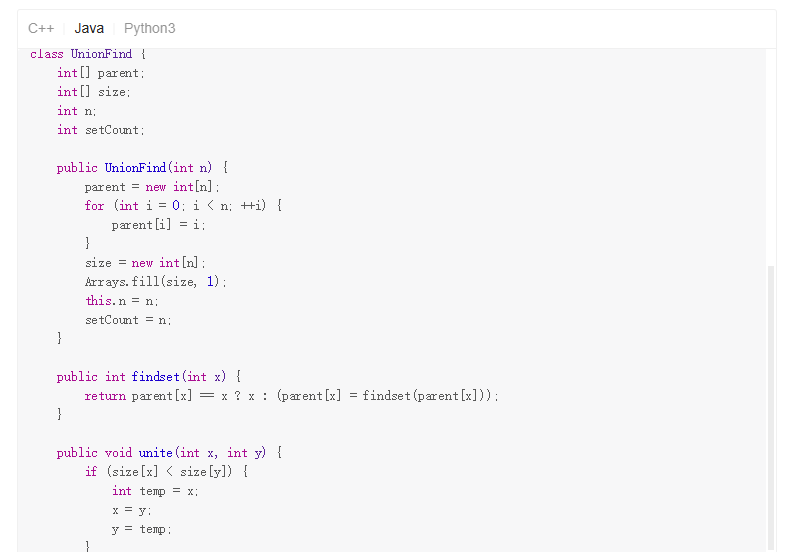 C++ Java Python3
class UnionFind {
    int[] parent;
    int[] size;
    int n;
    int setCount;

    public UnionFind(int n) {
        parent = new int[n];
        for (int i = 0; i < n; ++i) {
            parent[i] = i;
        }
        size = new int[n];
        Arrays.fill(size, 1);
        this.n = n;
        setCount = n;
    }

    public int findset(int x) {
        return parent[x] == x ? x : (parent[x] = findset(parent[x]));
    }

    public void unite(int x, int y) {
        if (size[x] < size[y]) {
            int temp = x;
            x = y;
            y = temp;
        }